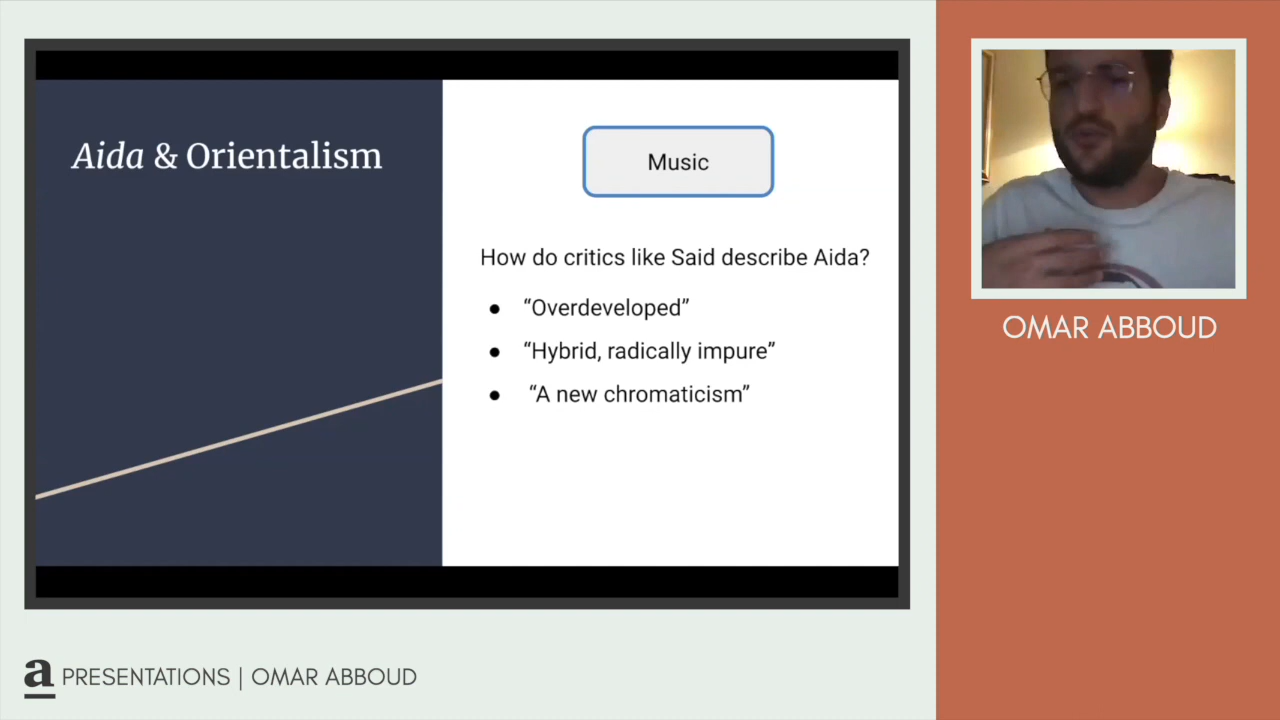 Aida & Orientalism
Music
How do critics like Said describe Aida?
● “Overdeveloped”
● “Hybrid, radically impure”
● “A new chromaticism”
OMAR ABBOUD
a PRESENTATIONS | OMAR ABBOUD